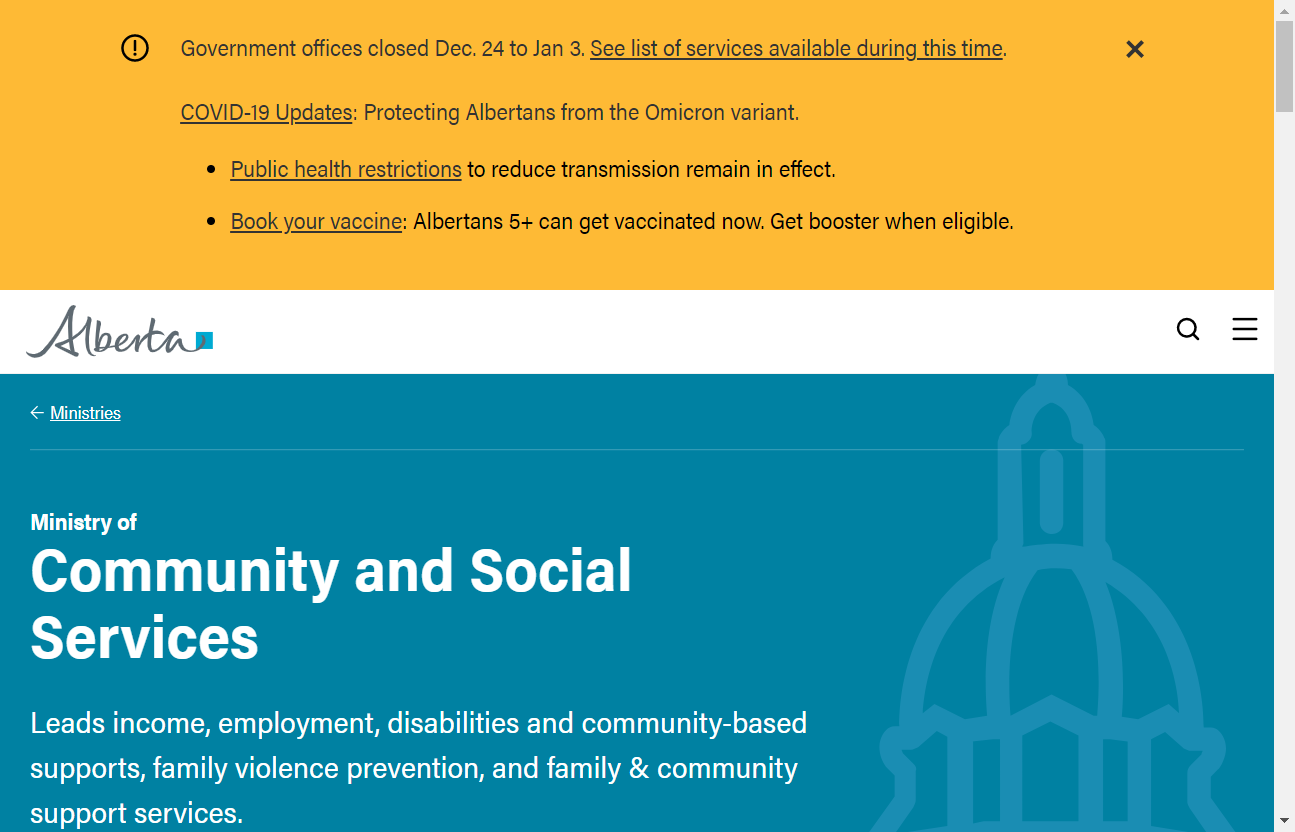 Government offices closed Dec. 24 to Jan 3. See list of services available during this time.
COVID-19 Updates: Protecting Albertans from the Omicron variant.
• Public health restrictions to reduce transmission remain in effect.
• Book your vaccine: Albertans 5+ can get vaccinated now. Get booster when eligible.
Alberta
← Ministries
Ministry of
Community and Social
Services
Leads income, employment, disabilities and community-based
supports, family violence prevention, and family & community
support services.